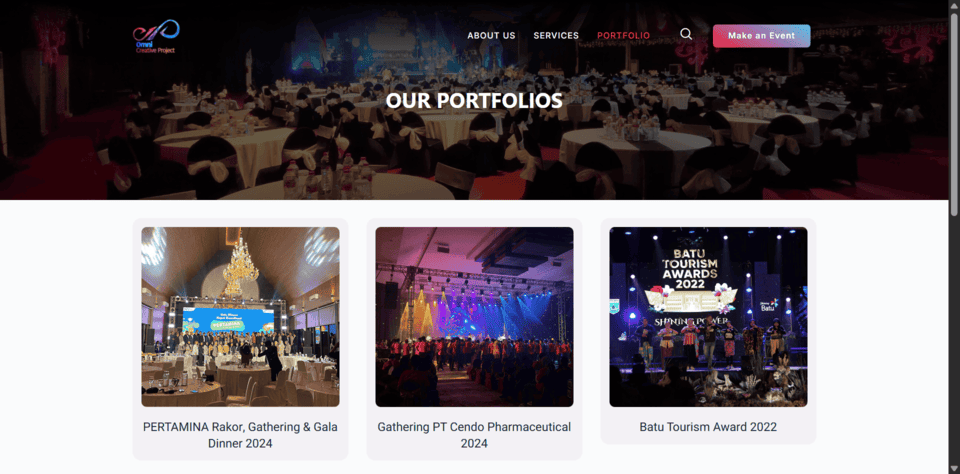 Omni
Creative Project
ABOUT US
SERVICES
PORTFOLIO
Make an Event
OUR PORTFOLIOS
PERTAMINA
BATU
TOURISM
AWARDS
2022
SHINING POWER
Batu
PERTAMINA Rakor, Gathering & Gala
Dinner 2024
Gathering PT Cendo Pharmaceutical
2024
Batu Tourism Award 2022